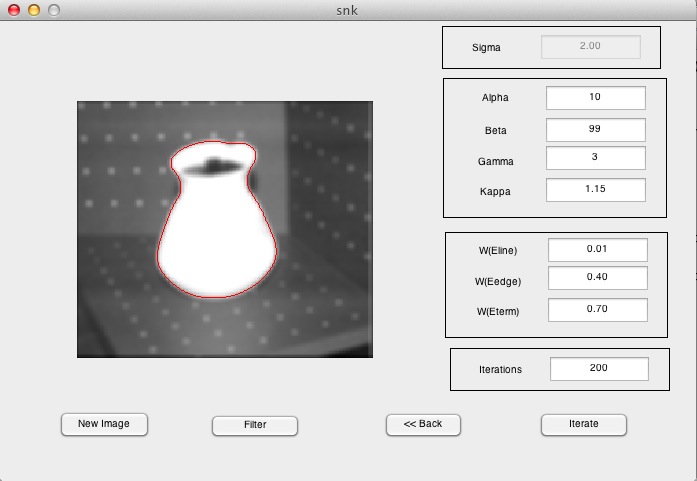 snk
Sigma 2.00
Alpha 10
Beta 99
Gamma 3
Kappa 1.15
W(Eline) 0.01
W(Eedge) 0.40
W(Eterm) 0.70
Iterations 200
New Image Filter << Back Iterate